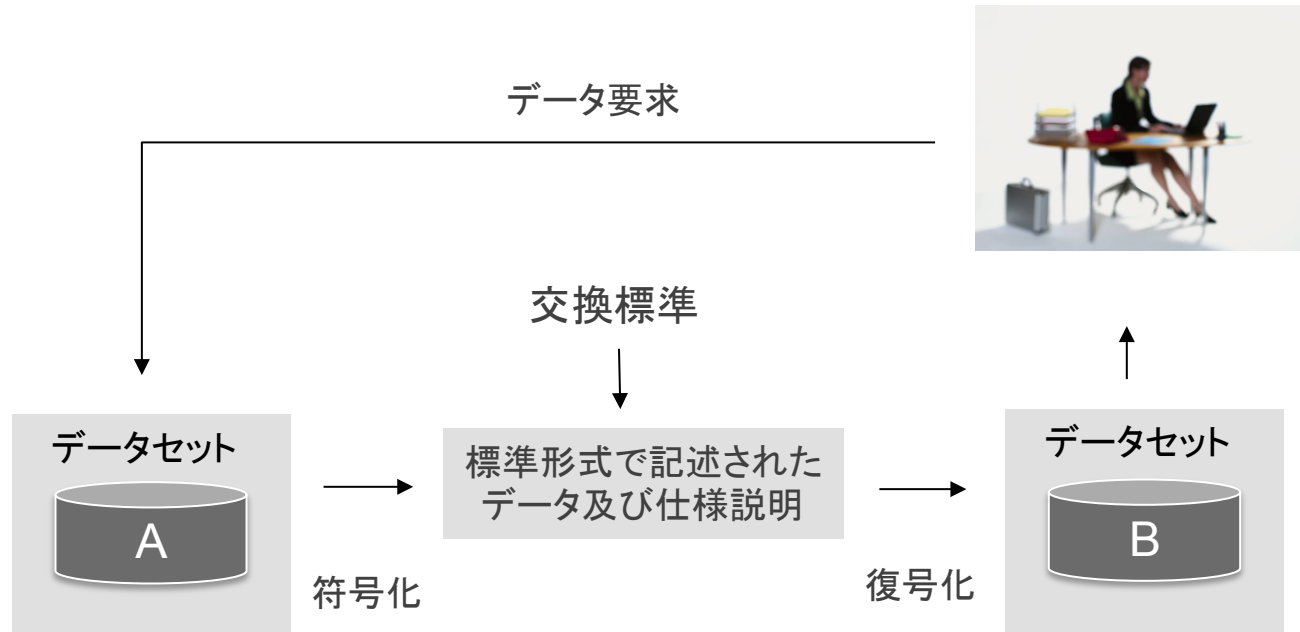 データ要求
交換標準
データセット
A
符号化
標準形式で記述された
データ及び仕様説明
復号化
データセット
B